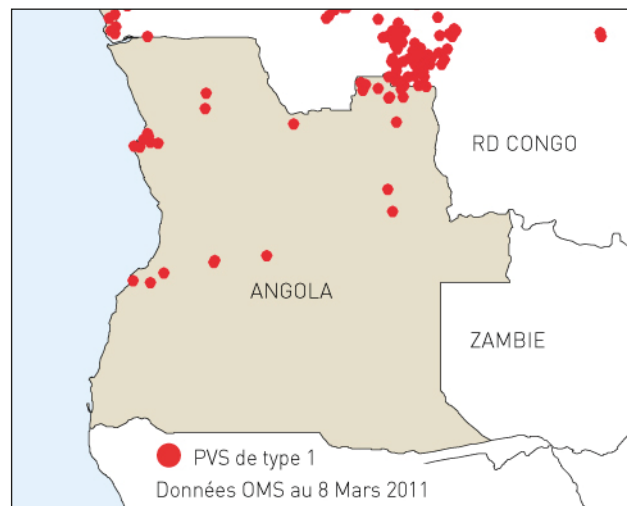 RD CONGO
ANGOLA
ZAMBIE
PVS de type 1
Données OMS au 8 Mars 2011